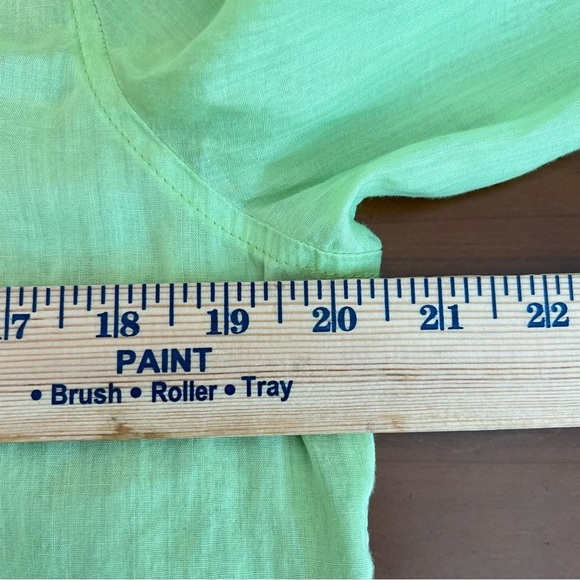 17 18 19 20 21 22
PAINT
• Brush • Roller • Tray